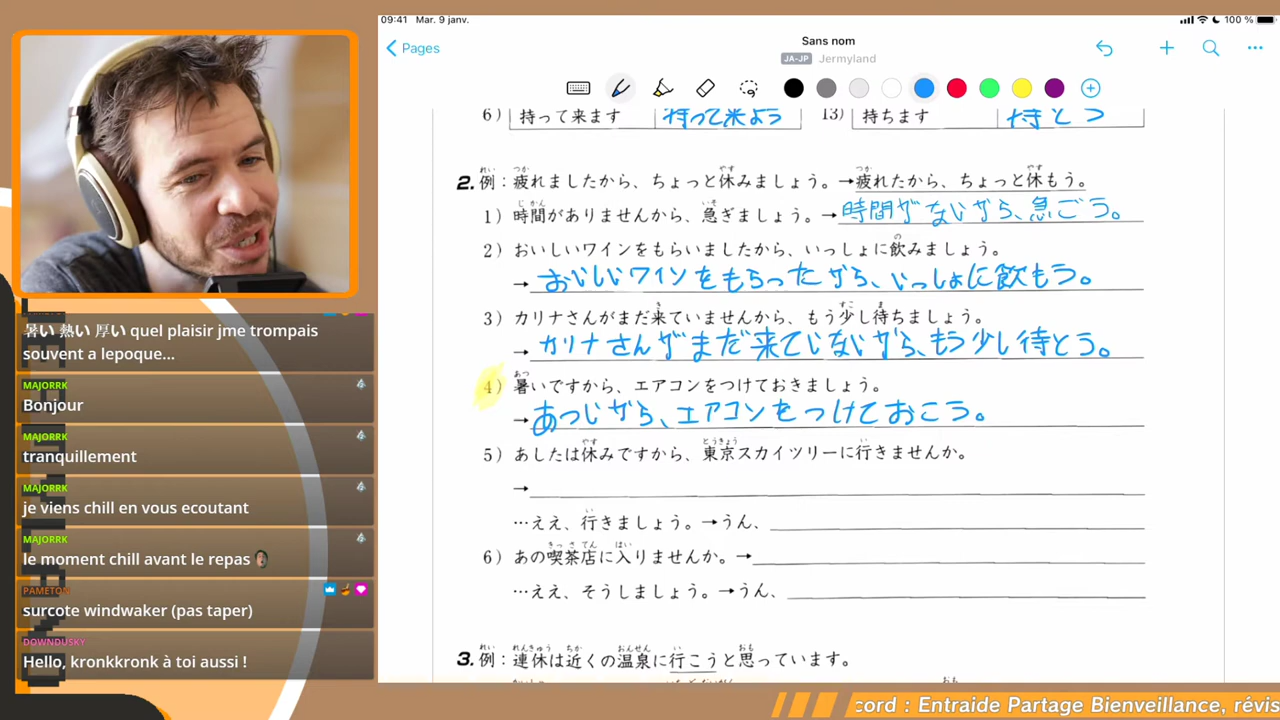 09:41 Mar. 9 janv.
100 %
Pages
Sans nom
JA-JP Jermyland
6) 持って来ます 持って来よう 13) 持ちます 持とう
2. 例：疲れましたから、ちょっと休みましょう。→疲れたから、ちょっと休もう。
1) 時間がありませんから、急ぎましょう。→時間がないから、急ごう。
2) おいしいワインをもらいましたから、いっしょに飲みましょう。
→おいしいワインをもらったから、いっしょに飲もう。
3) カリナさんがまだ来ていませんから、もう少し待ちましょう。
→カリナさんがまだ来ていないから、もう少し待とう。
4) 暑いですから、エアコンをつけておきましょう。
→あついから、エアコンをつけておこう。
5) あしたは休みですから、東京スカイツリーに行きませんか。
→
…ええ、行きましょう。→うん、
6) あの喫茶店に入りませんか。→
…ええ、そうしましょう。→うん、
3. 例：連休は近くの温泉に行こうと思っています。
暑い 熱い 厚い quel plaisir jme trompais
souvent a lepoque...
MAJORRK
Bonjour
MAJORRK
tranquillement
MAJORRK
je viens chill en vous ecoutant
MAJORRK
le moment chill avant le repas
PAMETON
surcote windwaker (pas taper)
DOWNDUSKY
Hello, kronkkronk à toi aussi !
cord : Entraide Partage Bienveillance, révis